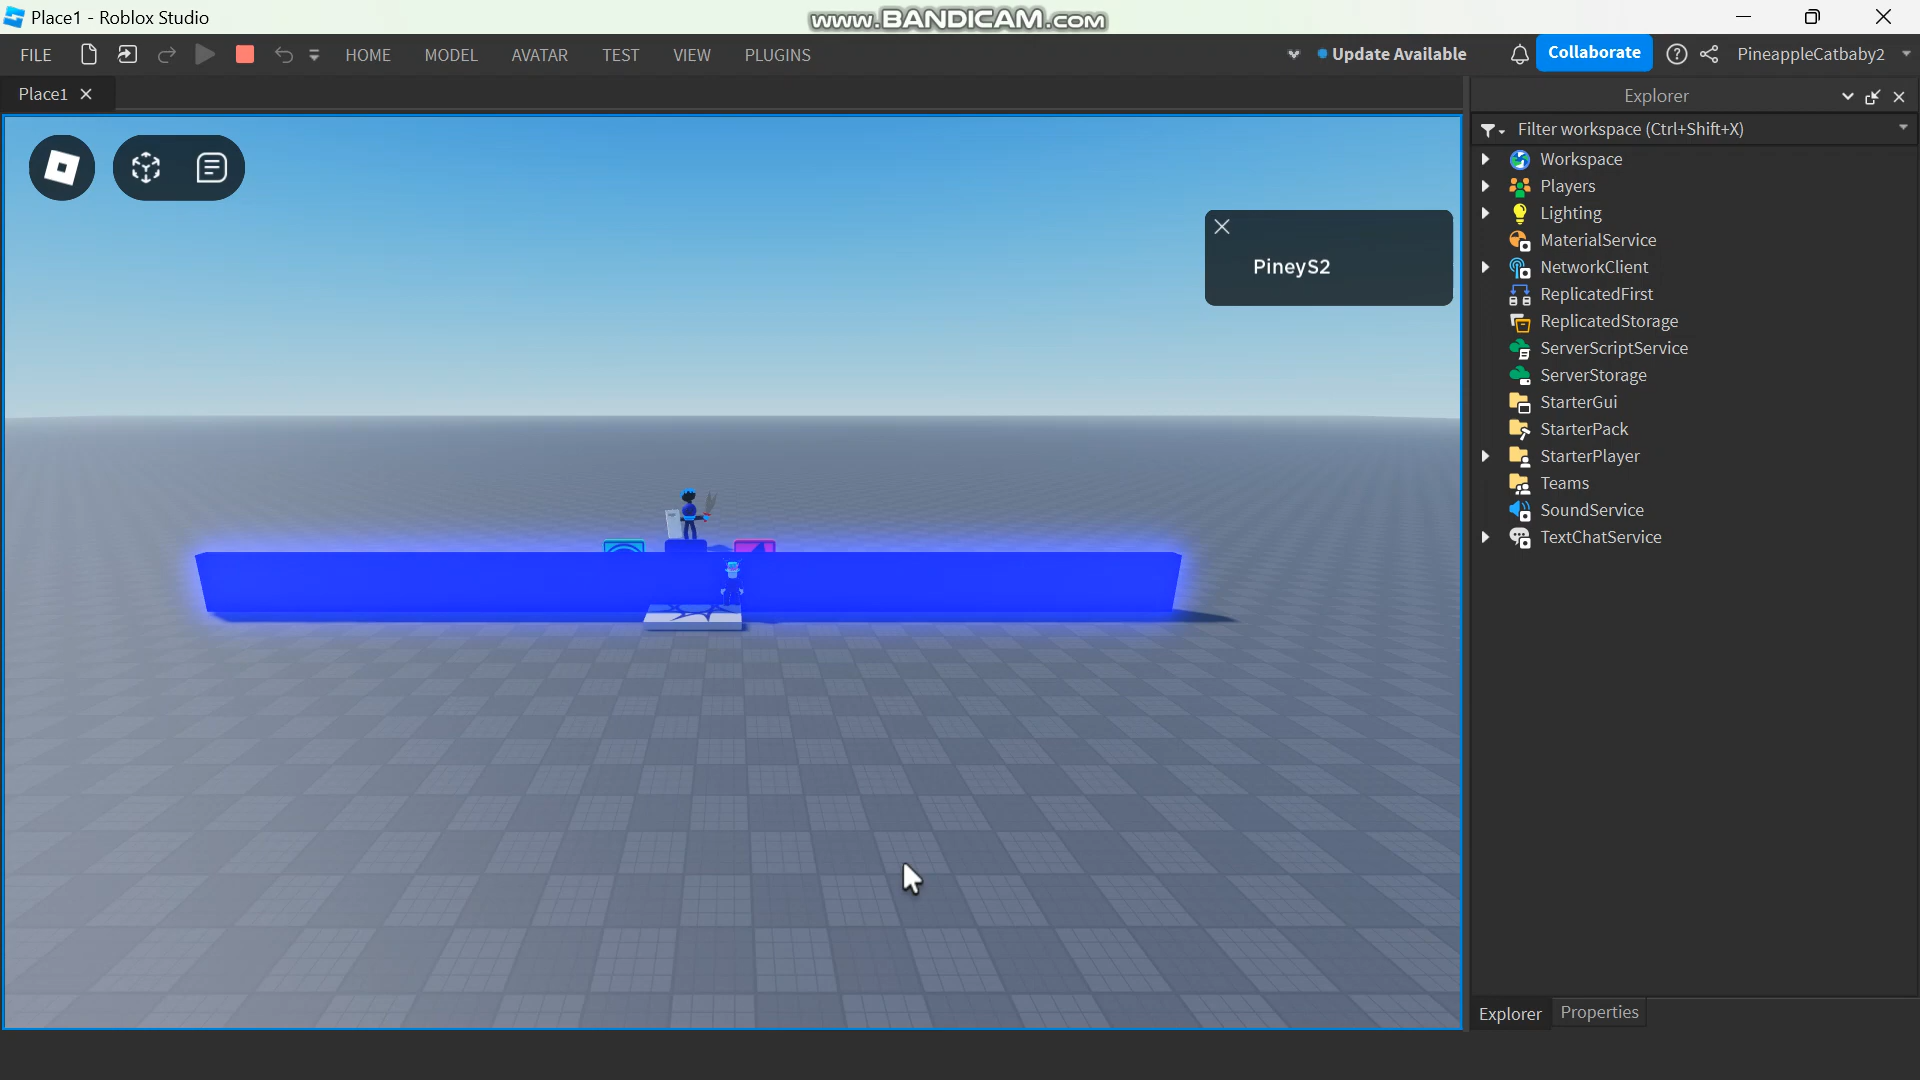 Place1 - Roblox Studio
www.BANDICAM.com
FILE
HOME
MODEL
AVATAR
TEST
VIEW
PLUGINS
Update Available
Collaborate
PineappleCatbaby2
Place1
Explorer
Filter workspace (Ctrl+Shift+X)
Workspace
Players
Lighting
MaterialService
NetworkClient
ReplicatedFirst
ReplicatedStorage
ServerScriptService
ServerStorage
StarterGui
StarterPack
StarterPlayer
Teams
SoundService
TextChatService
PineyS2
Explorer
Properties